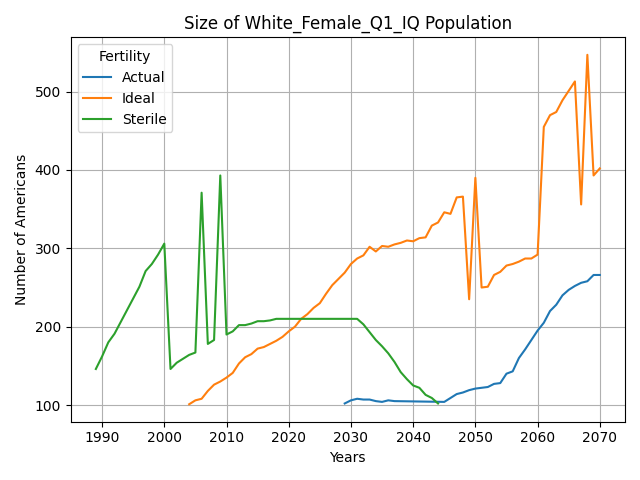 Size of White_Female_Q1_IQ Population
Fertility
Actual
Ideal
Sterile
Number of Americans
500
400
300
200
100
1990 2000 2010 2020 2030 2040 2050 2060 2070
Years